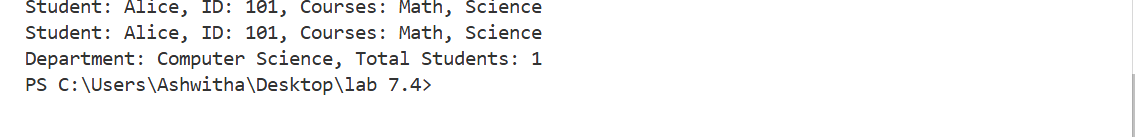 Student: Alice, ID: 101, Courses: Math, Science
Student: Alice, ID: 101, Courses: Math, Science
Department: Computer Science, Total Students: 1
PS C:\Users\Ashwitha\Desktop\lab 7.4>